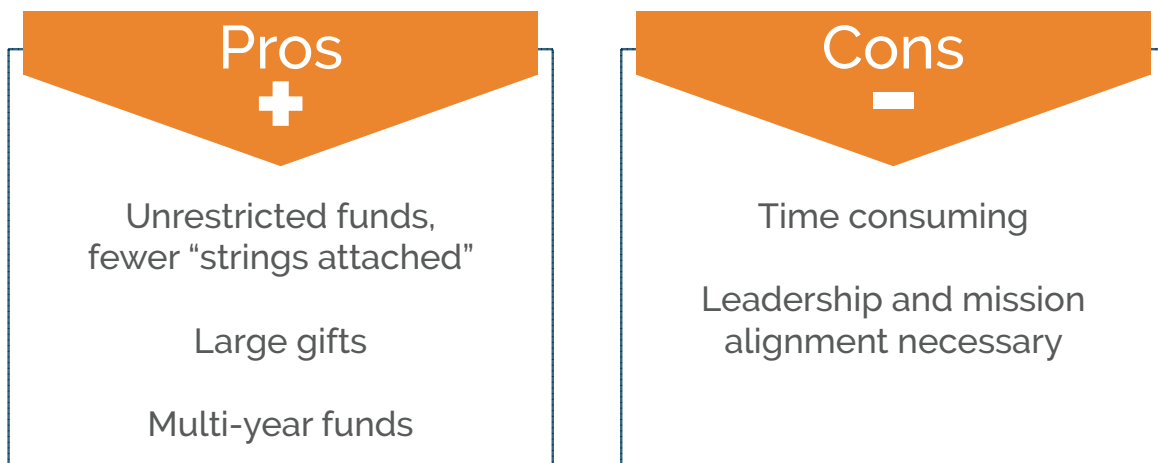 Pros
Unrestricted funds,
fewer “strings attached”
Large gifts
Multi-year funds
Cons
Time consuming
Leadership and mission
alignment necessary